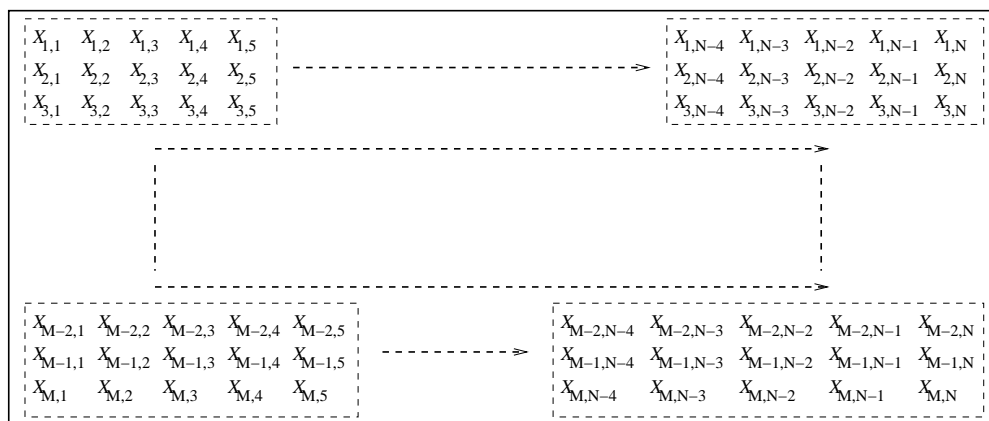 X1,1 X1,2 X1,3 X1,4 X1,5
X2,1 X2,2 X2,3 X2,4 X2,5
X3,1 X3,2 X3,3 X3,4 X3,5
X1,N−4 X1,N−3 X1,N−2 X1,N−1 X1,N
X2,N−4 X2,N−3 X2,N−2 X2,N−1 X2,N
X3,N−4 X3,N−3 X3,N−2 X3,N−1 X3,N
XM−2,1 XM−2,2 XM−2,3 XM−2,4 XM−2,5
XM−1,1 XM−1,2 XM−1,3 XM−1,4 XM−1,5
XM,1 XM,2 XM,3 XM,4 XM,5
XM−2,N−4 XM−2,N−3 XM−2,N−2 XM−2,N−1 XM−2,N
XM−1,N−4 XM−1,N−3 XM−1,N−2 XM−1,N−1 XM−1,N
XM,N−4 XM,N−3 XM,N−2 XM,N−1 XM,N